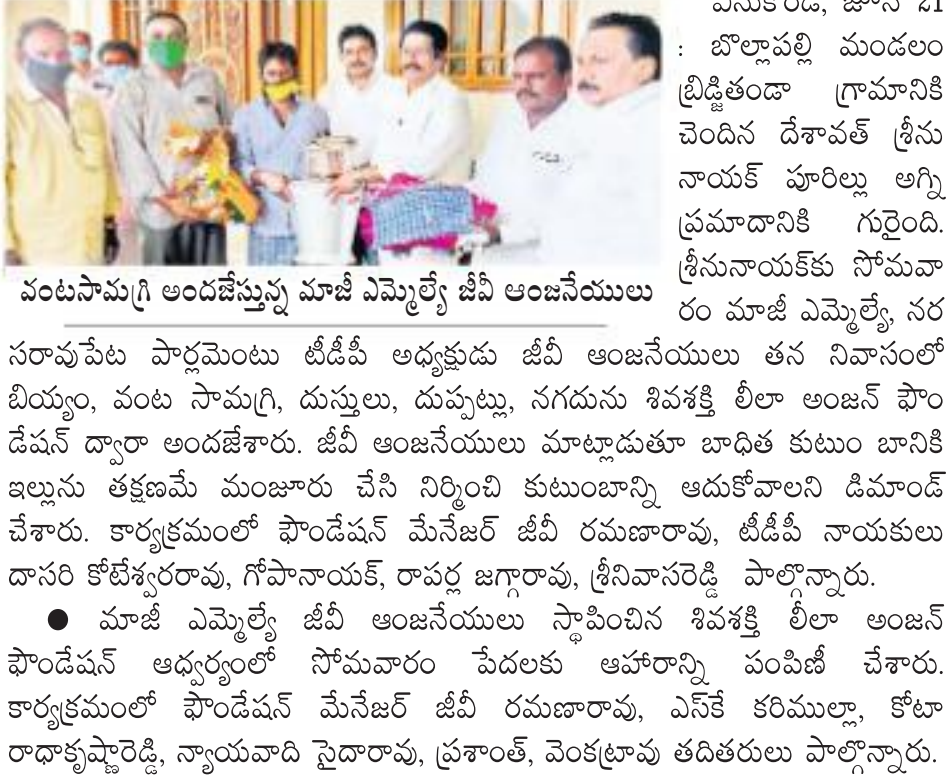 వినుకొండ, జూన్ 21
: బొల్లాపల్లి మండలం
బ్రిడ్జితండా గ్రామానికి
చెందిన దేశావత్ శ్రీను
నాయక్ పూరిల్లు అగ్ని
ప్రమాదానికి గురైంది.
శ్రీనునాయక్‌కు సోమవా
రం మాజీ ఎమ్మెల్యే, నర
వంటసామగ్రి అందజేస్తున్న మాజీ ఎమ్మెల్యే జీవీ ఆంజనేయులు
సరావుపేట పార్లమెంటు టీడీపీ అధ్యక్షుడు జీవీ ఆంజనేయులు తన నివాసంలో
బియ్యం, వంట సామగ్రి, దుస్తులు, దుప్పట్లు, నగదును శివశక్తి లీలా అంజన్ ఫౌం
డేషన్ ద్వారా అందజేశారు. జీవీ ఆంజనేయులు మాట్లాడుతూ బాధిత కుటుం బానికి
ఇల్లును తక్షణమే మంజూరు చేసి నిర్మించి కుటుంబాన్ని ఆదుకోవాలని డిమాండ్
చేశారు. కార్యక్రమంలో ఫౌండేషన్ మేనేజర్ జీవీ రమణారావు, టీడీపీ నాయకులు
దాసరి కోటేశ్వరరావు, గోపానాయక్, రాపర్ల జగ్గారావు, శ్రీనివాసరెడ్డి పాల్గొన్నారు.
● మాజీ ఎమ్మెల్యే జీవీ ఆంజనేయులు స్థాపించిన శివశక్తి లీలా అంజన్
ఫౌండేషన్ ఆధ్వర్యంలో సోమవారం పేదలకు ఆహారాన్ని పంపిణీ చేశారు.
కార్యక్రమంలో ఫౌండేషన్ మేనేజర్ జీవీ రమణారావు, ఎస్‌కే కరిముల్లా, కోటా
రాధాకృష్ణారెడ్డి, న్యాయవాది సైదారావు, ప్రశాంత్, వెంకట్రావు తదితరులు పాల్గొన్నారు.